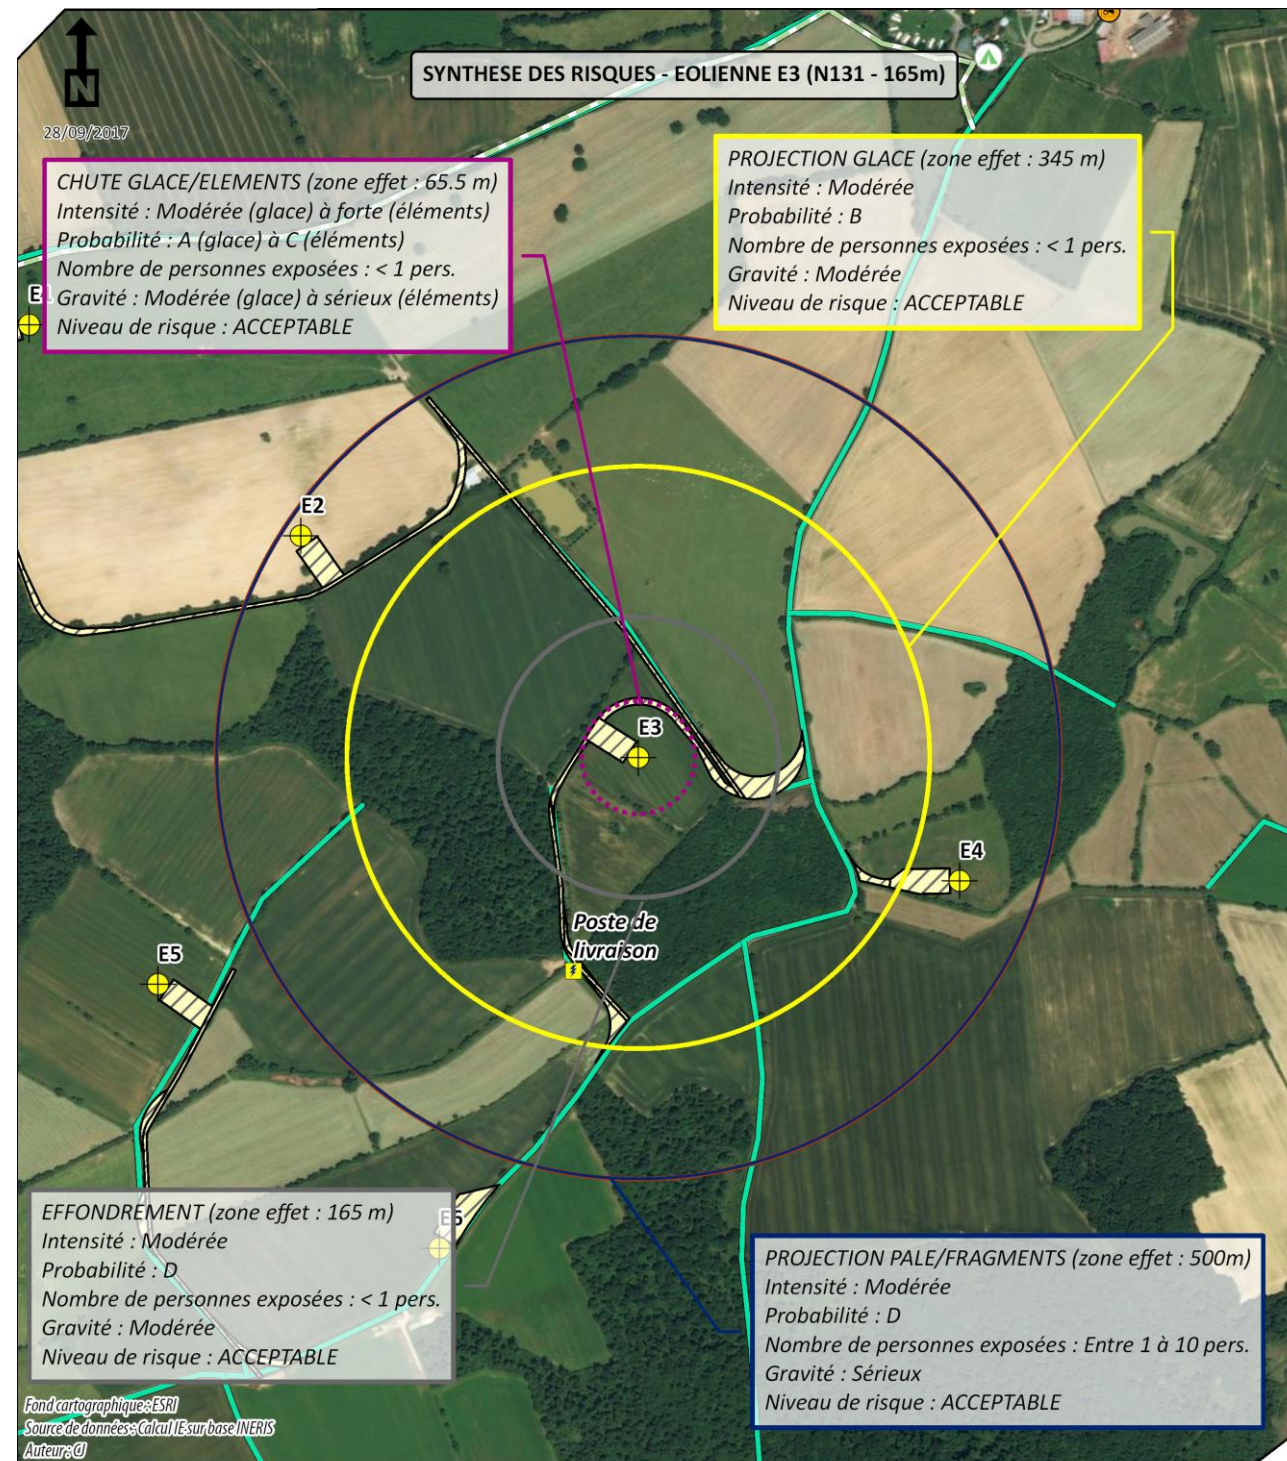 SYNTHESE DES RISQUES - EOLIENNE E3 (N131 - 165m)
N
28/09/2017
CHUTE GLACE/ELEMENTS (zone effet : 65.5 m)
Intensité : Modérée (glace) à forte (éléments)
Probabilité : A (glace) à C (éléments)
Nombre de personnes exposées : < 1 pers.
Gravité : Modérée (glace) à sérieux (éléments)
Niveau de risque : ACCEPTABLE
PROJECTION GLACE (zone effet : 345 m)
Intensité : Modérée
Probabilité : B
Nombre de personnes exposées : < 1 pers.
Gravité : Modérée
Niveau de risque : ACCEPTABLE
E1
E2
E3
E4
Poste de
livraison
E5
E6
EFFONDREMENT (zone effet : 165 m)
Intensité : Modérée
Probabilité : D
Nombre de personnes exposées : < 1 pers.
Gravité : Modérée
Niveau de risque : ACCEPTABLE
PROJECTION PALE/FRAGMENTS (zone effet : 500m)
Intensité : Modérée
Probabilité : D
Nombre de personnes exposées : Entre 1 à 10 pers.
Gravité : Sérieux
Niveau de risque : ACCEPTABLE
Fond cartographique : ESRI
Source de données : Calcul IE sur base INERIS
Auteur : CJ